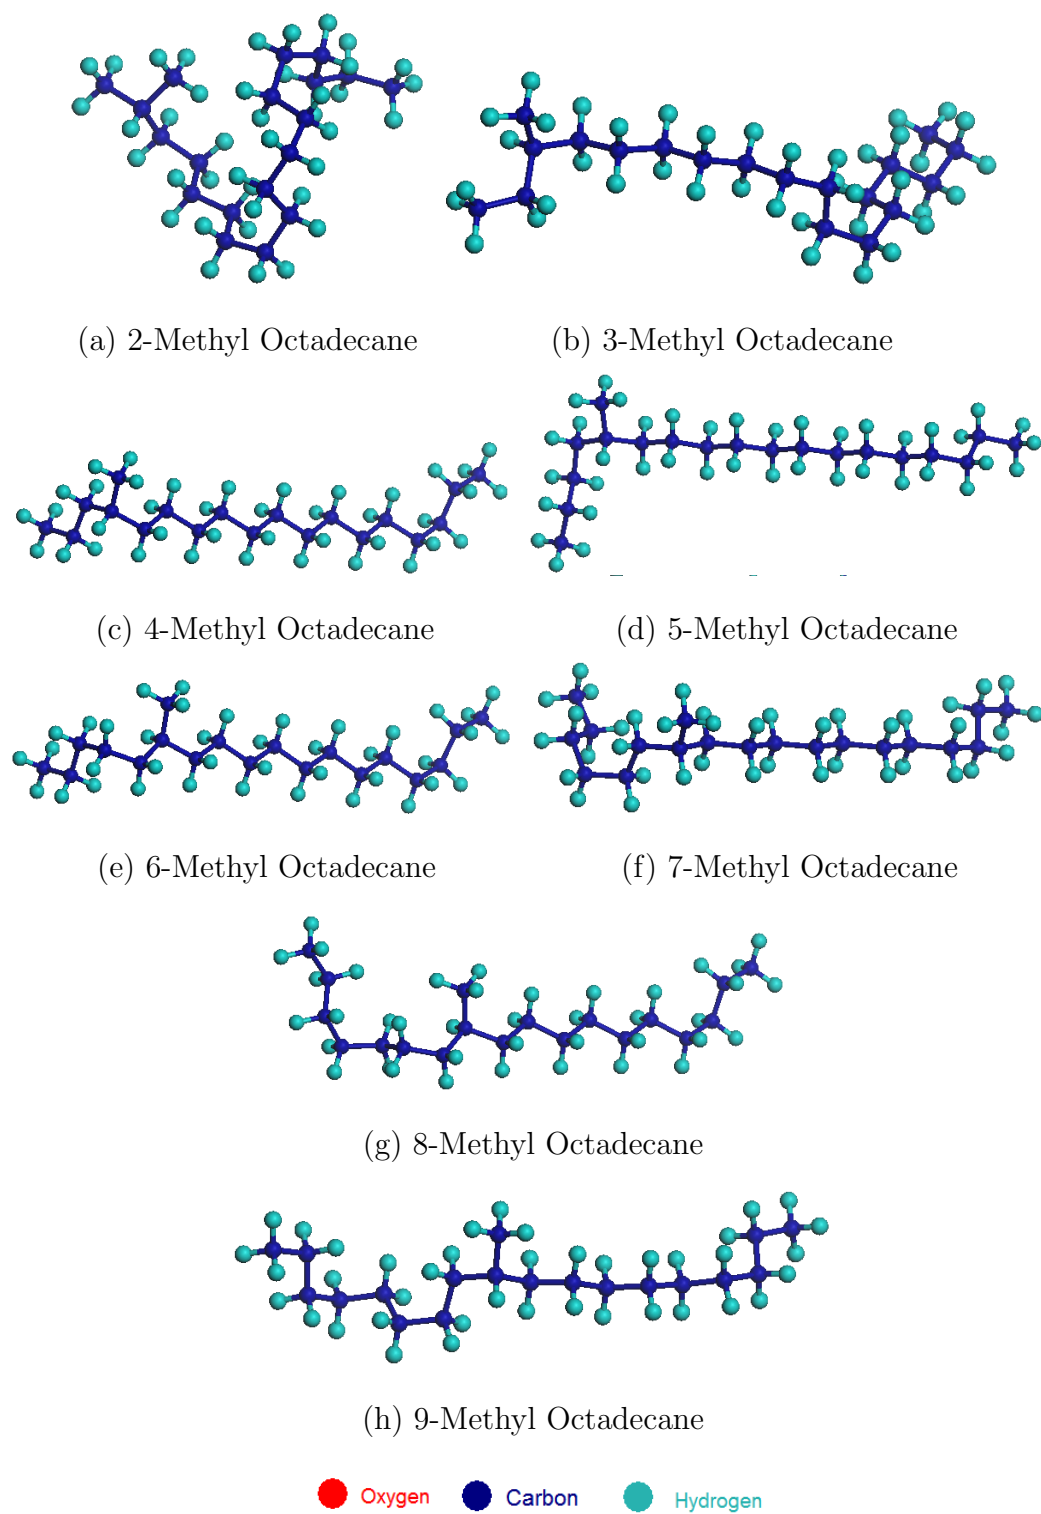 (a) 2-Methyl Octadecane
(b) 3-Methyl Octadecane
(c) 4-Methyl Octadecane
(d) 5-Methyl Octadecane
(e) 6-Methyl Octadecane
(f) 7-Methyl Octadecane
(g) 8-Methyl Octadecane
(h) 9-Methyl Octadecane
Oxygen Carbon Hydrogen